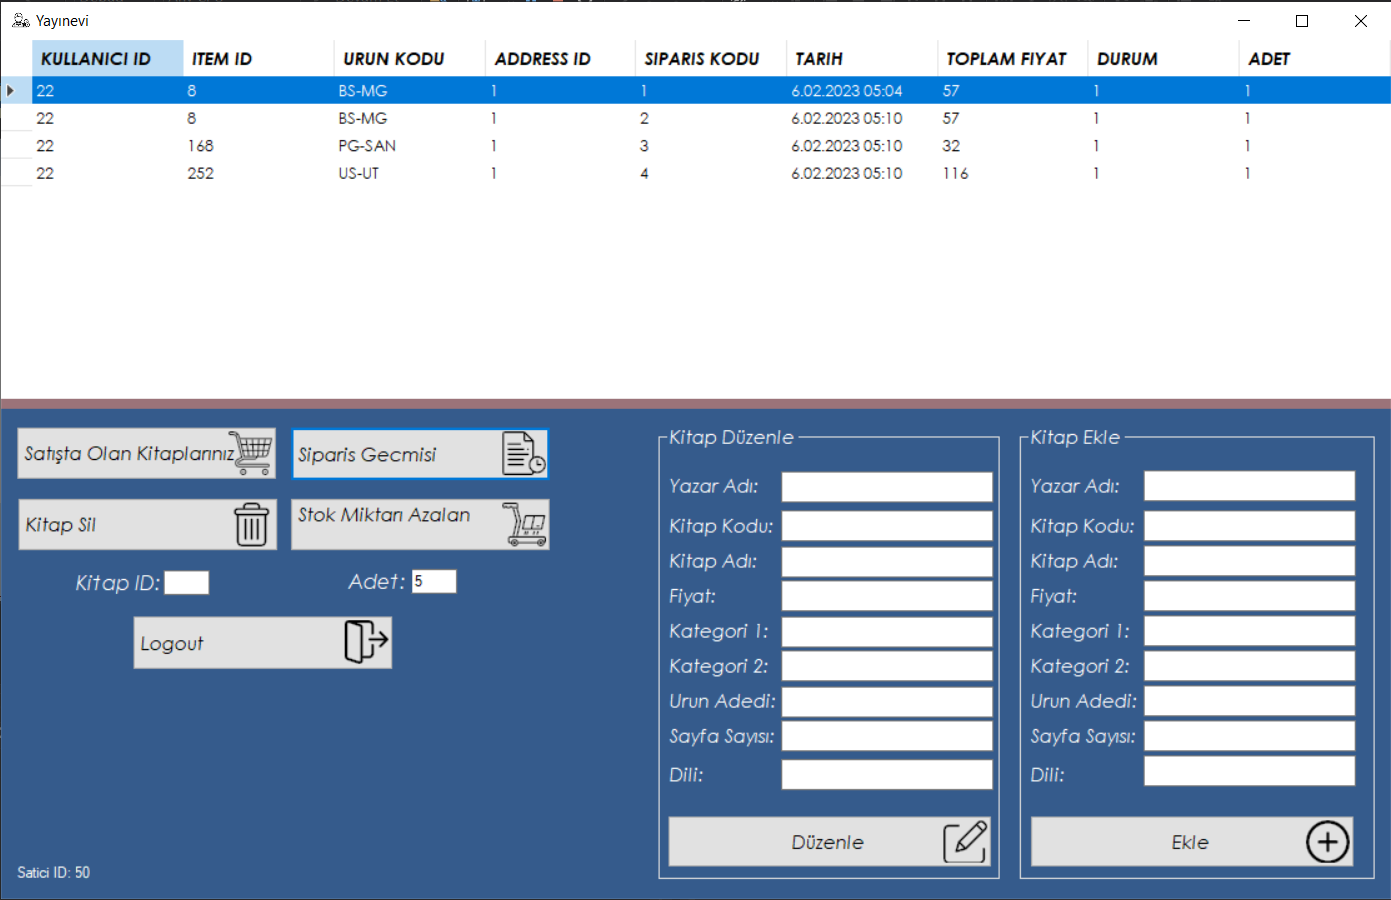 Yayınevi
KULLANICI ID ITEM ID URUN KODU ADDRESS ID SIPARIS KODU TARIH TOPLAM FIYAT DURUM ADET
22 8 BS-MG 1 1 6.02.2023 05:04 57 1 1
22 8 BS-MG 1 2 6.02.2023 05:10 57 1 1
22 168 PG-SAN 1 3 6.02.2023 05:10 32 1 1
22 252 US-UT 1 4 6.02.2023 05:10 116 1 1
Satışta Olan Kitaplarınız
Siparis Gecmisi
Kitap Sil
Stok Miktarı Azalan
Kitap ID:
Adet: 5
Logout
Satici ID: 50
Kitap Düzenle
Yazar Adı:
Kitap Kodu:
Kitap Adı:
Fiyat:
Kategori 1:
Kategori 2:
Urun Adedi:
Sayfa Sayısı:
Dili:
Düzenle
Kitap Ekle
Yazar Adı:
Kitap Kodu:
Kitap Adı:
Fiyat:
Kategori 1:
Kategori 2:
Urun Adedi:
Sayfa Sayısı:
Dili:
Ekle